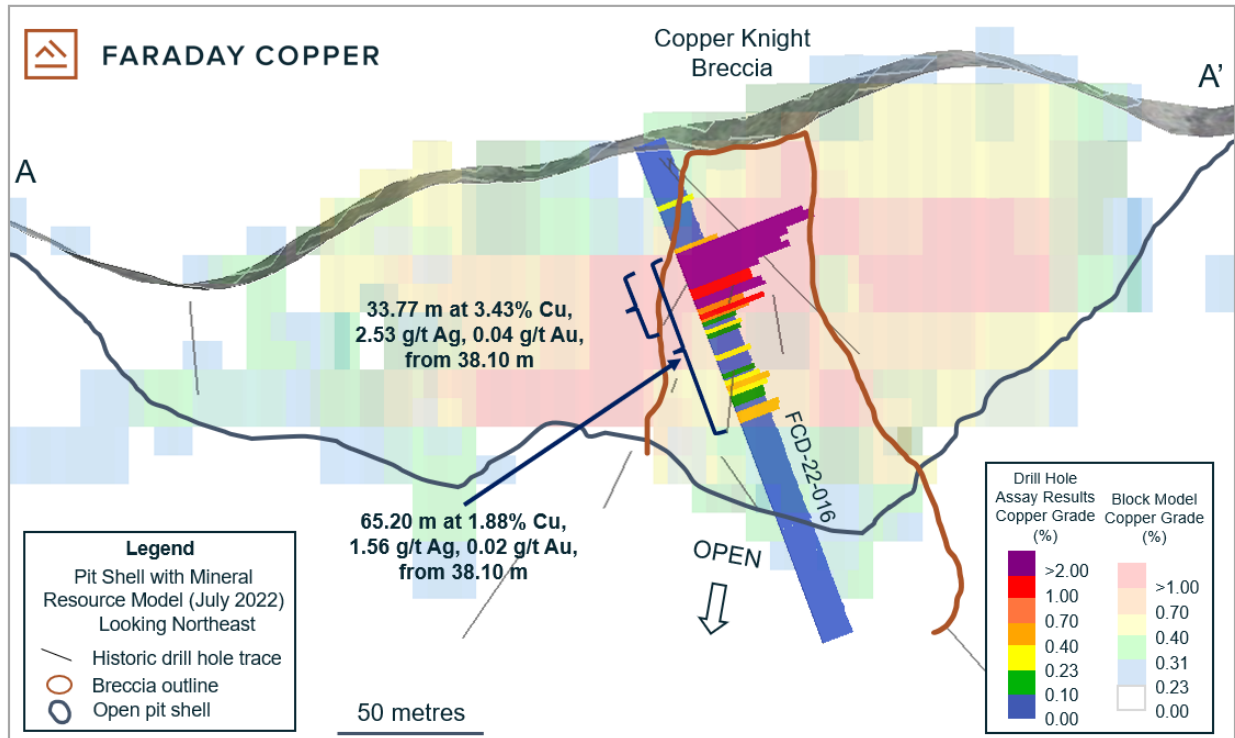 FARADAY COPPER
Copper Knight
Breccia
A
A'
33.77 m at 3.43% Cu,
2.53 g/t Ag, 0.04 g/t Au,
from 38.10 m
65.20 m at 1.88% Cu,
1.56 g/t Ag, 0.02 g/t Au,
from 38.10 m
FCD-22-016
OPEN
Legend
Pit Shell with Mineral
Resource Model (July 2022)
Looking Northeast
Historic drill hole trace
Breccia outline
Open pit shell
50 metres
Drill Hole
Assay Results
Copper Grade
(%)
>2.00
1.00
0.70
0.40
0.23
0.10
0.00
Block Model
Copper Grade
(%)
>1.00
0.70
0.40
0.31
0.23
0.00